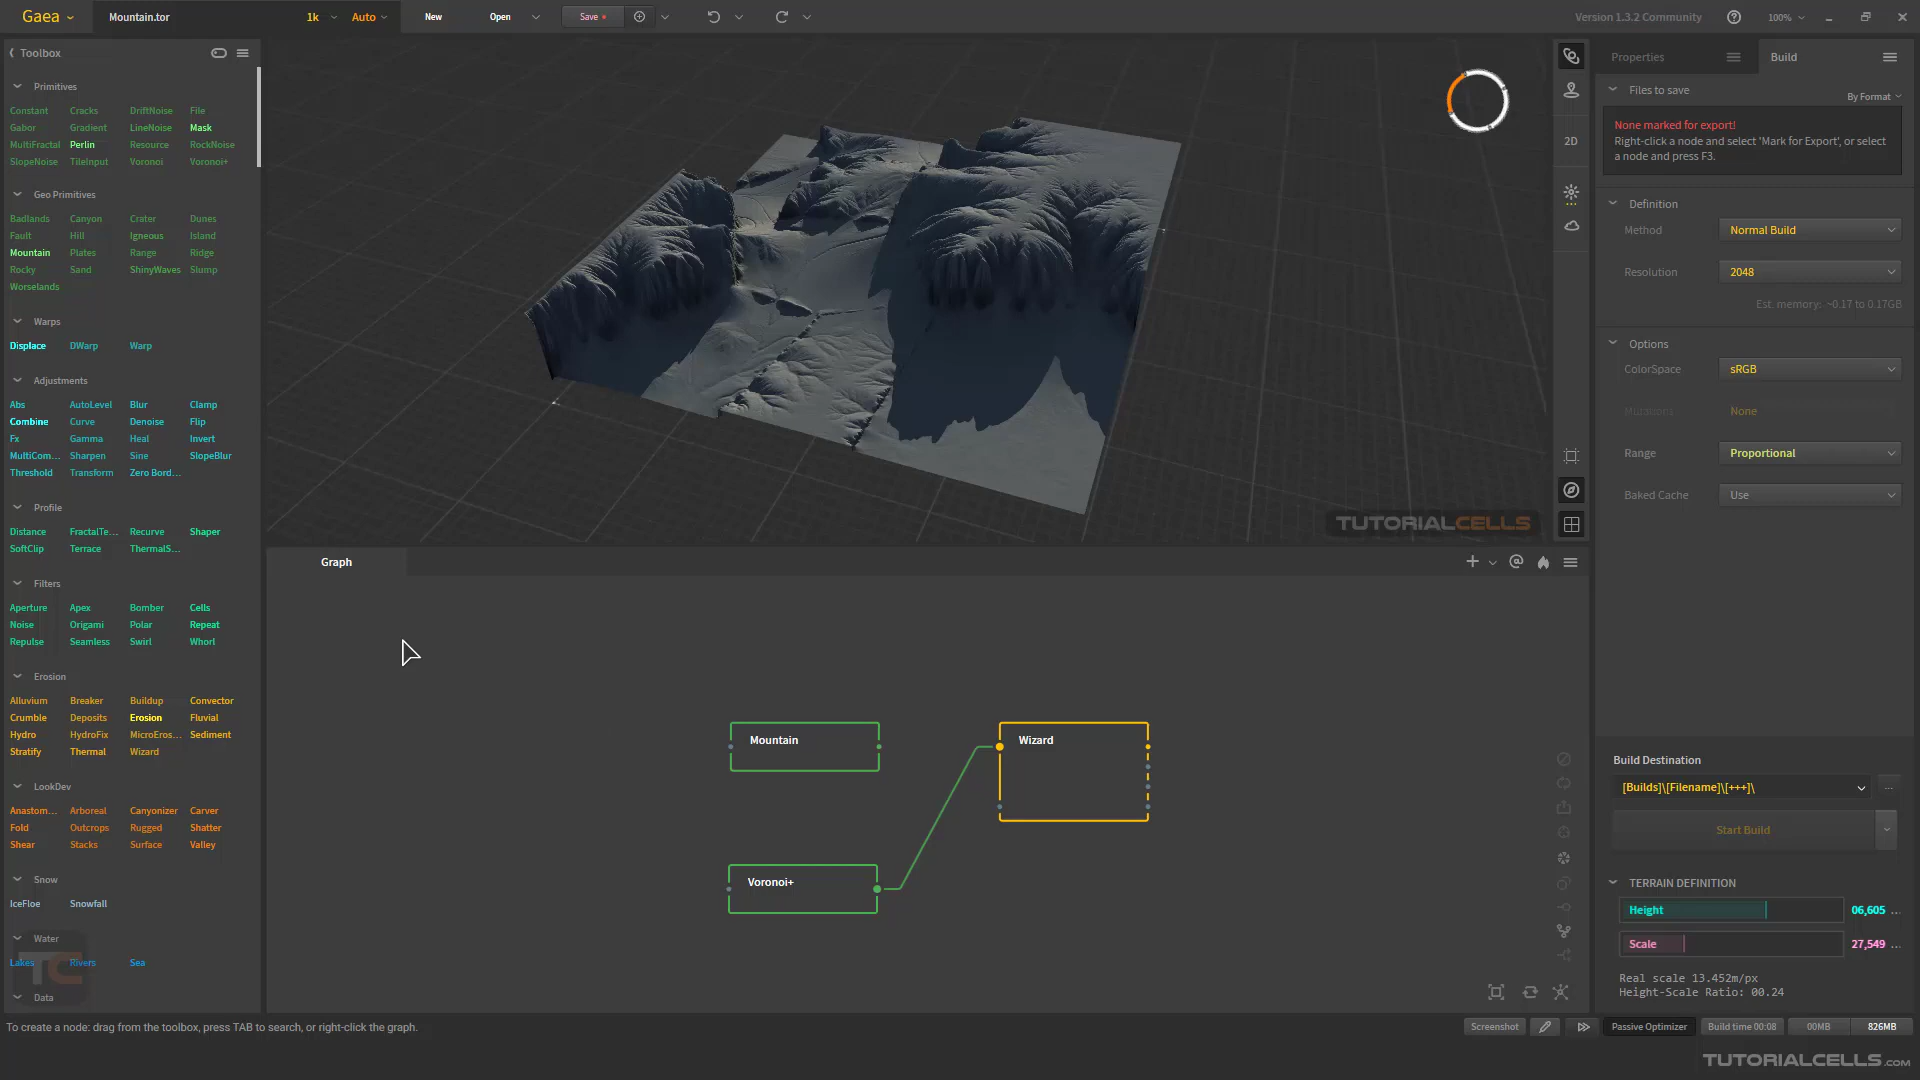 Gaea
Mountain.tor
1k
Auto
New
Open
Save
Version 1.3.2 Community
100%
Toolbox
Primitives
Constant Cracks DriftNoise File
Gabor Gradient LineNoise Mask
MultiFractal Perlin Resource RockNoise
SlopeNoise TileInput Voronoi Voronoi+
Geo Primitives
Badlands Canyon Crater Dunes
Fault Hill Igneous Island
Mountain Plates Range Ridge
Rocky Sand ShinyWaves Slump
Worselands
Warps
Displace DWarp Warp
Adjustments
Abs AutoLevel Blur Clamp
Combine Curve Denoise Flip
Fx Gamma Heal Invert
MultiCom... Sharpen Sine SlopeBlur
Threshold Transform Zero Bord...
Profile
Distance FractalTe... Recurve Shaper
SoftClip Terrace ThermalS...
Filters
Aperture Apex Bomber Cells
Noise Origami Polar Repeat
Repulse Seamless Swirl Whorl
Erosion
Alluvium Breaker Buildup Convector
Crumble Deposits Erosion Fluvial
Hydro HydroFix MicroEros... Sediment
Stratify Thermal Wizard
LookDev
Anastom... Arboreal Canyonizer Carver
Fold Outcrops Rugged Shatter
Shear Stacks Surface Valley
Snow
IceFloe Snowfall
Water
Lakes Rivers Sea
Data
TC
2D
TUTORIALCELLS
Graph
Mountain
Wizard
Voronoi+
Properties
Build
Files to save
By Format
None marked for export!
Right-click a node and select 'Mark for Export', or select
a node and press F3.
Definition
Method Normal Build
Resolution 2048
Est. memory: ~0.17 to 0.17GB
Options
ColorSpace sRGB
Mutations None
Range Proportional
Baked Cache Use
Build Destination
[Builds]\[Filename]\[+++]\
...
Start Build
TERRAIN DEFINITION
Height 06,605 ...
Scale 27,549 ...
Real scale 13.452m/px
Height-Scale Ratio: 00.24
To create a node: drag from the toolbox, press TAB to search, or right-click the graph.
Screenshot
Passive Optimizer
Build time 00:08
00MB
826MB
TUTORIALCELLS.COM